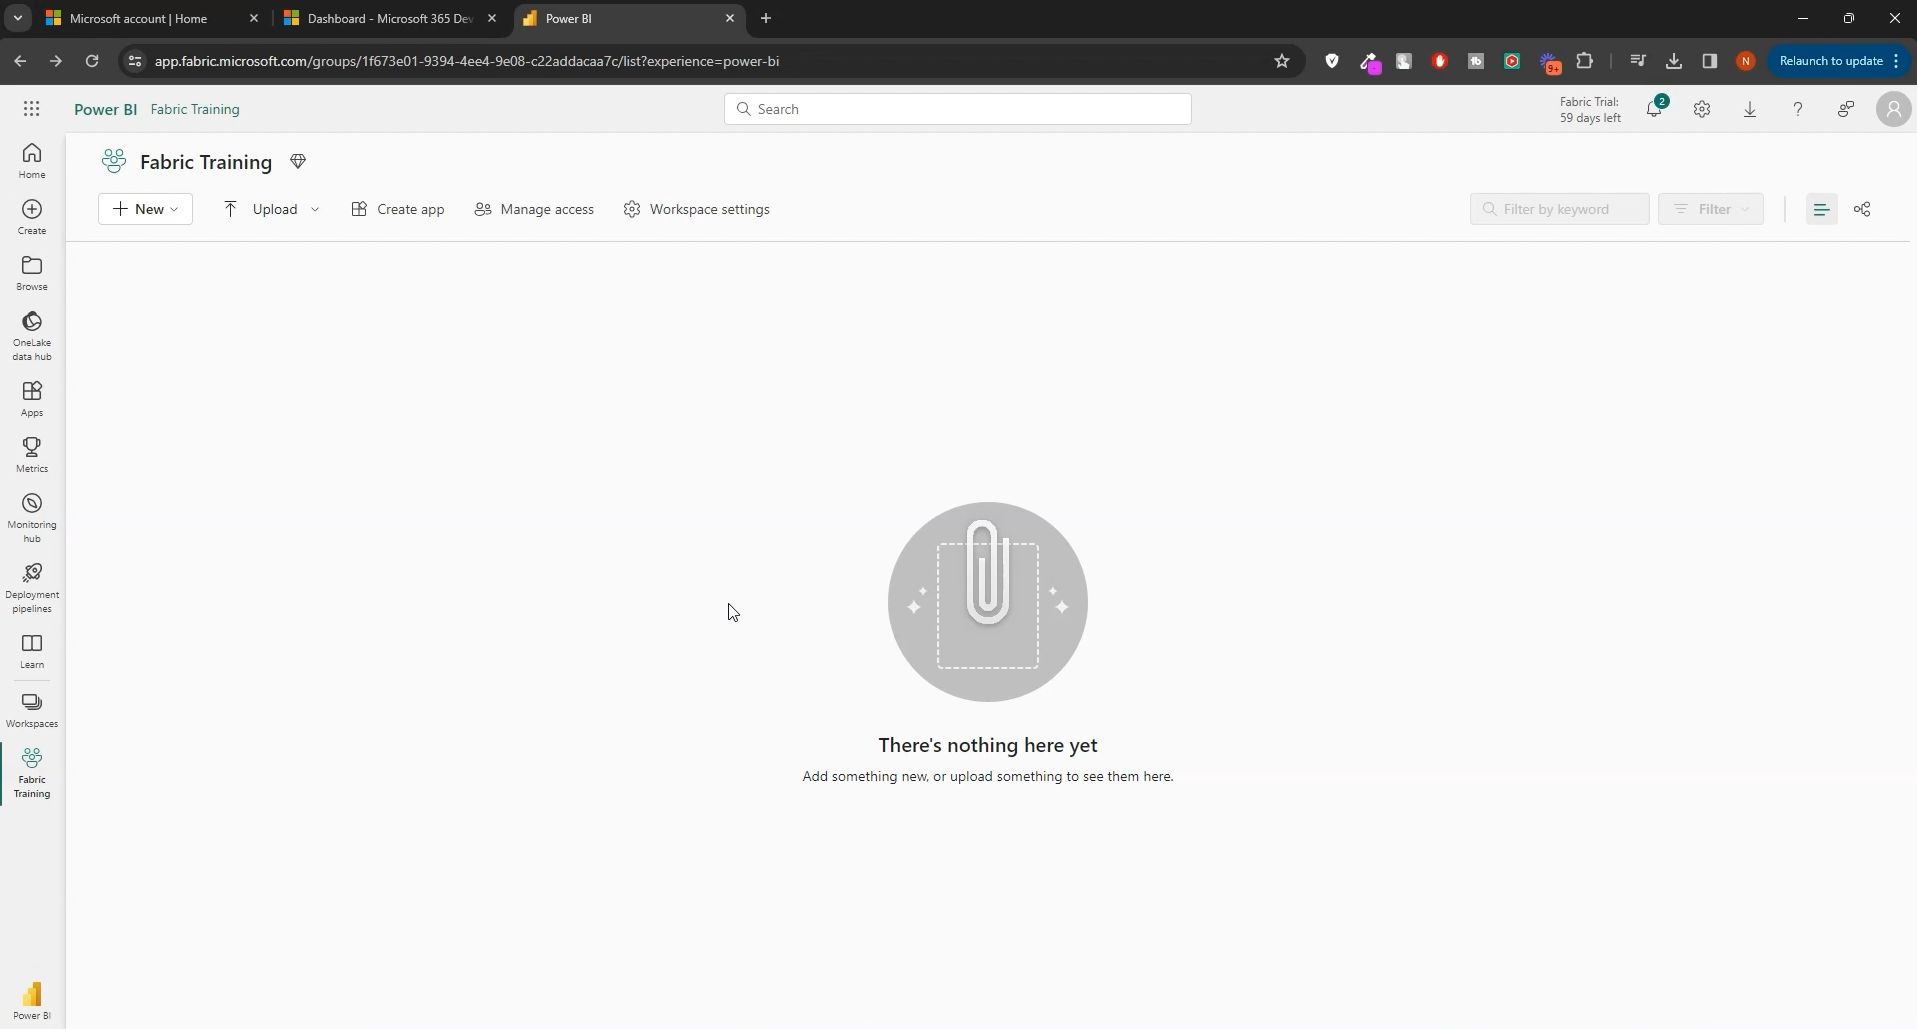 Microsoft account | Home
Dashboard - Microsoft 365 Dev
Power BI
app.fabric.microsoft.com/groups/1f673e01-9394-4ee4-9e08-c22addacaa7c/list?experience=power-bi
9+
N
Relaunch to update
Power BI Fabric Training
Search
Fabric Trial:
59 days left
2
Home
Create
Browse
OneLake
data hub
Apps
Metrics
Monitoring
hub
Deployment
pipelines
Learn
Workspaces
Fabric
Training
Power BI
Fabric Training
New
Upload
Create app
Manage access
Workspace settings
Filter by keyword
Filter
There's nothing here yet
Add something new, or upload something to see them here.